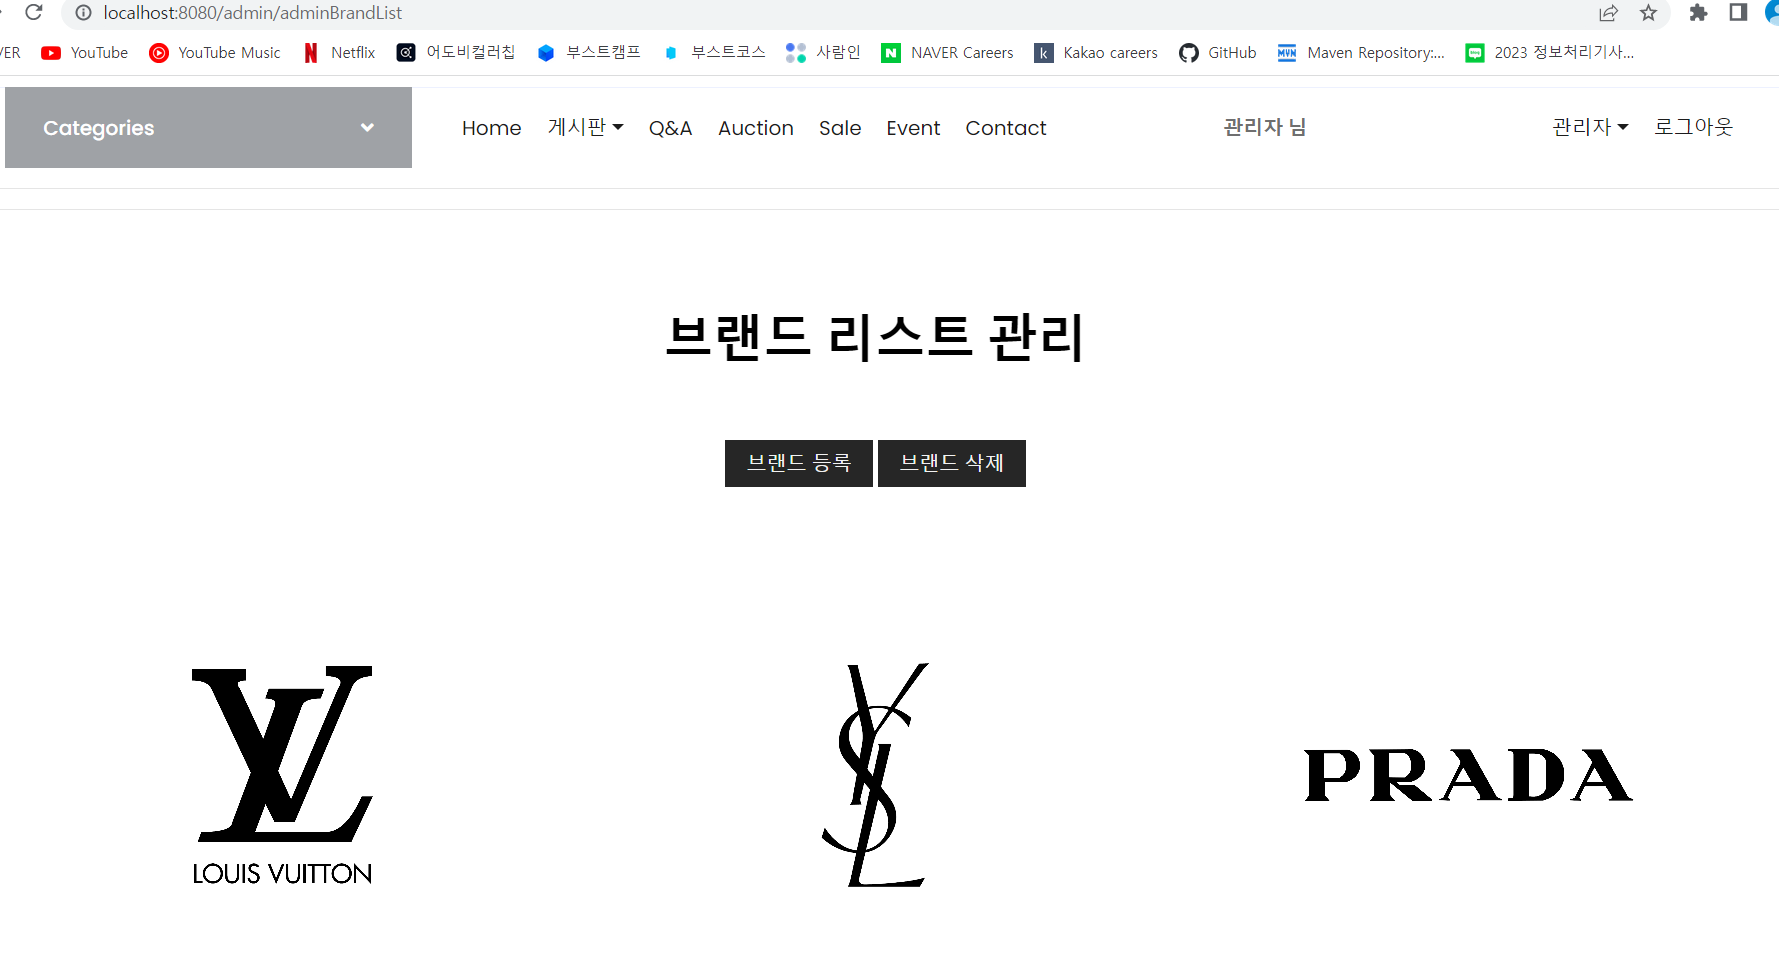 localhost:8080/admin/adminBrandList
VER YouTube YouTube Music Netflix 어도비컬러칩 부스트캠프 부스트코스 사람인 NAVER Careers Kakao careers GitHub Maven Repository:... 2023 정보처리기사...
Categories Home 게시판 Q&A Auction Sale Event Contact 관리자 님 관리자 로그아웃
브랜드 리스트 관리
브랜드 등록 브랜드 삭제
LV YSL PRADA
LOUIS VUITTON